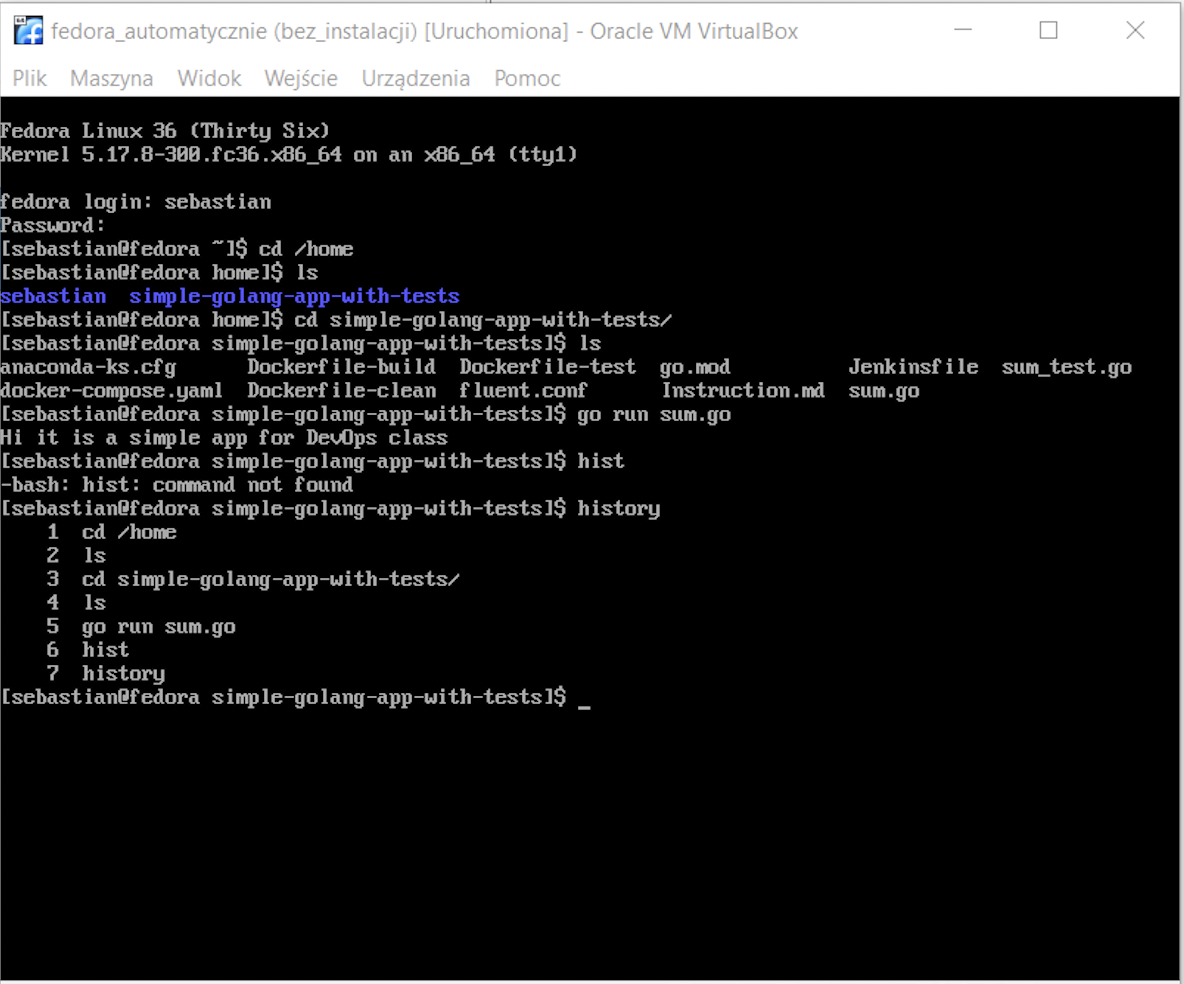 fedora_automatycznie (bez_instalacji) [Uruchomiona] - Oracle VM VirtualBox
Plik Maszyna Widok Wejście Urządzenia Pomoc
Fedora Linux 36 (Thirty Six)
Kernel 5.17.8-300.fc36.x86_64 on an x86_64 (tty1)
fedora login: sebastian
Password:
[sebastian@fedora ~]$ cd /home
[sebastian@fedora home]$ ls
sebastian  simple-golang-app-with-tests
[sebastian@fedora home]$ cd simple-golang-app-with-tests/
[sebastian@fedora simple-golang-app-with-tests]$ ls
anaconda-ks.cfg      Dockerfile-build  Dockerfile-test  go.mod          Jenkinsfile  sum_test.go
docker-compose.yaml  Dockerfile-clean  fluent.conf      Instruction.md  sum.go
[sebastian@fedora simple-golang-app-with-tests]$ go run sum.go
Hi it is a simple app for DevOps class
[sebastian@fedora simple-golang-app-with-tests]$ hist
-bash: hist: command not found
[sebastian@fedora simple-golang-app-with-tests]$ history
    1  cd /home
    2  ls
    3  cd simple-golang-app-with-tests/
    4  ls
    5  go run sum.go
    6  hist
    7  history
[sebastian@fedora simple-golang-app-with-tests]$ _